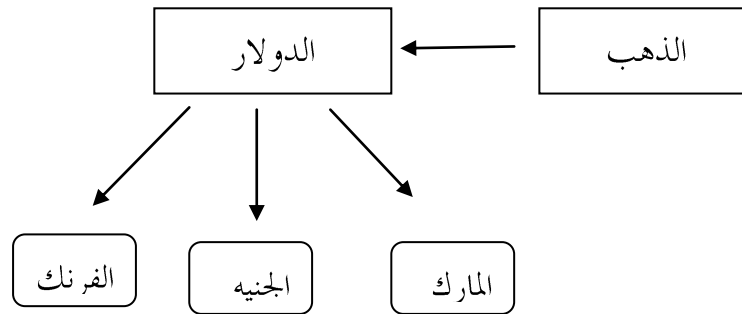 الذهب
الدولار
المارك
الجنيه
الفرنك